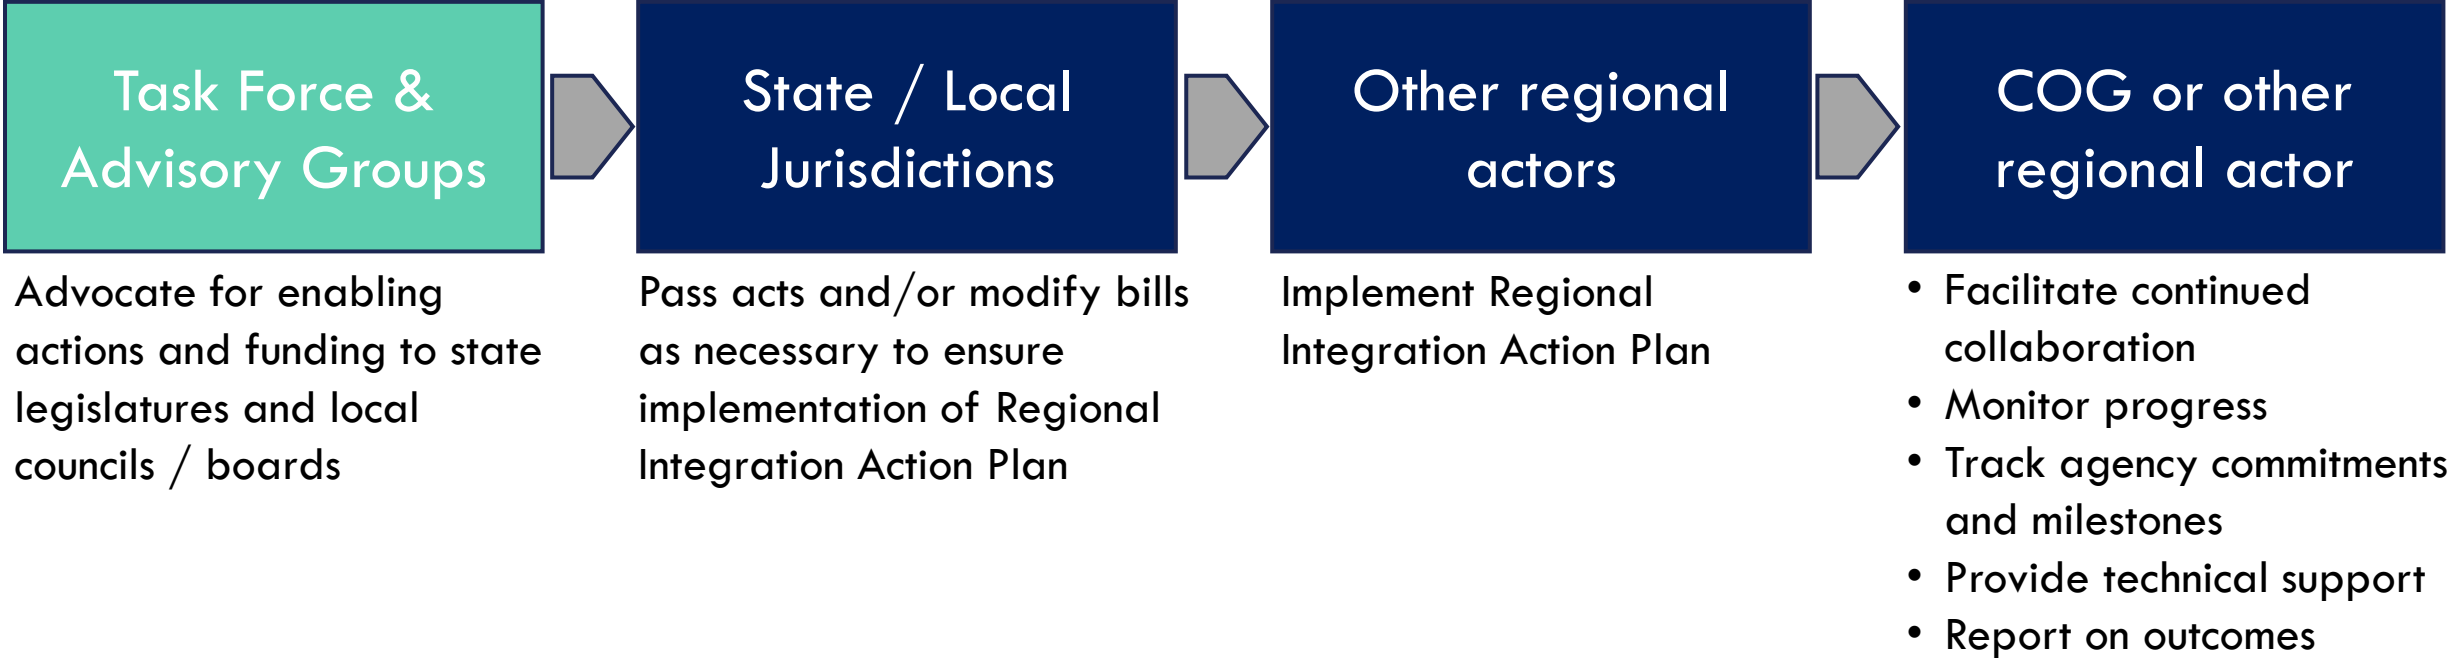 Task Force &
Advisory Groups
Advocate for enabling
actions and funding to state
legislatures and local
councils / boards
State / Local
Jurisdictions
Pass acts and/or modify bills
as necessary to ensure
implementation of Regional
Integration Action Plan
Other regional
actors
Implement Regional
Integration Action Plan
COG or other
regional actor
• Facilitate continued
collaboration
• Monitor progress
• Track agency commitments
and milestones
• Provide technical support
• Report on outcomes